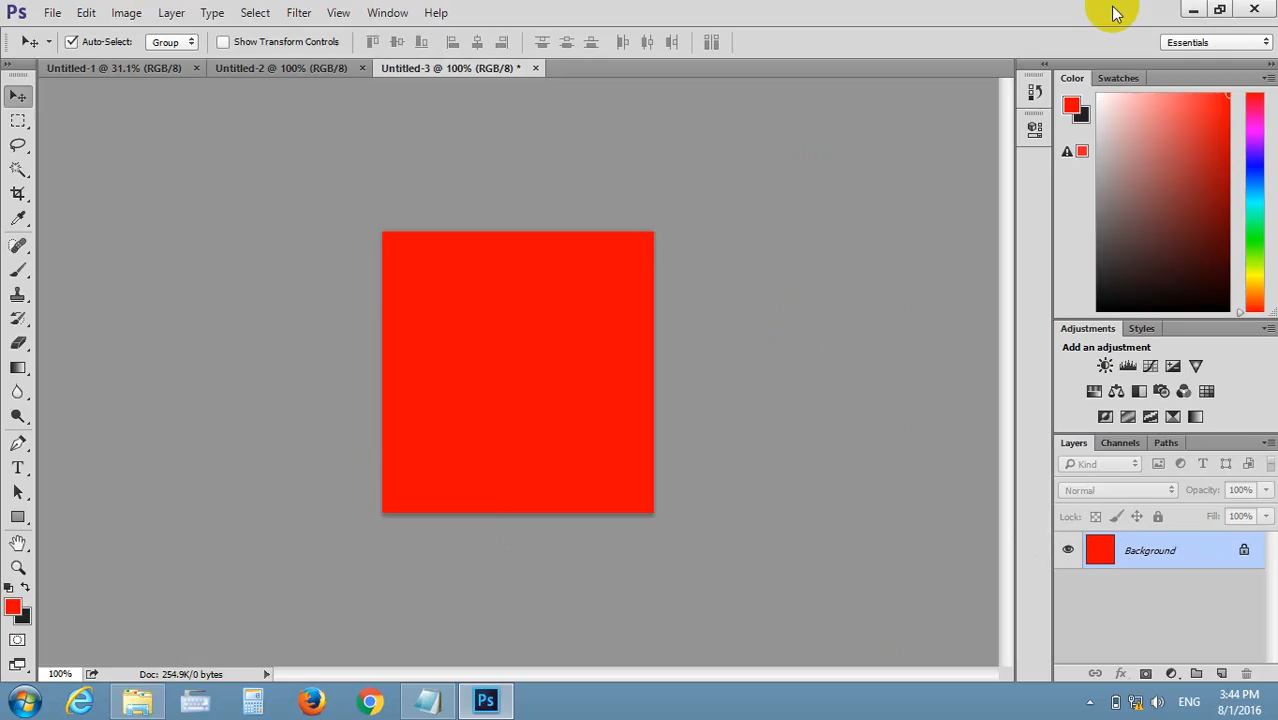 Ps File Edit Image Layer Type Select Filter View Window Help
Auto-Select: Group Show Transform Controls Essentials
Untitled-1 @ 31.1% (RGB/8) × Untitled-2 @ 100% (RGB/8) × Untitled-3 @ 100% (RGB/8) * ×
Color Swatches
Adjustments Styles
Add an adjustment
Layers Channels Paths
Kind
Normal Opacity: 100%
Lock: Fill: 100%
Background
100% Doc: 254.9K/0 bytes
Ps ENG 3:44 PM
8/1/2016